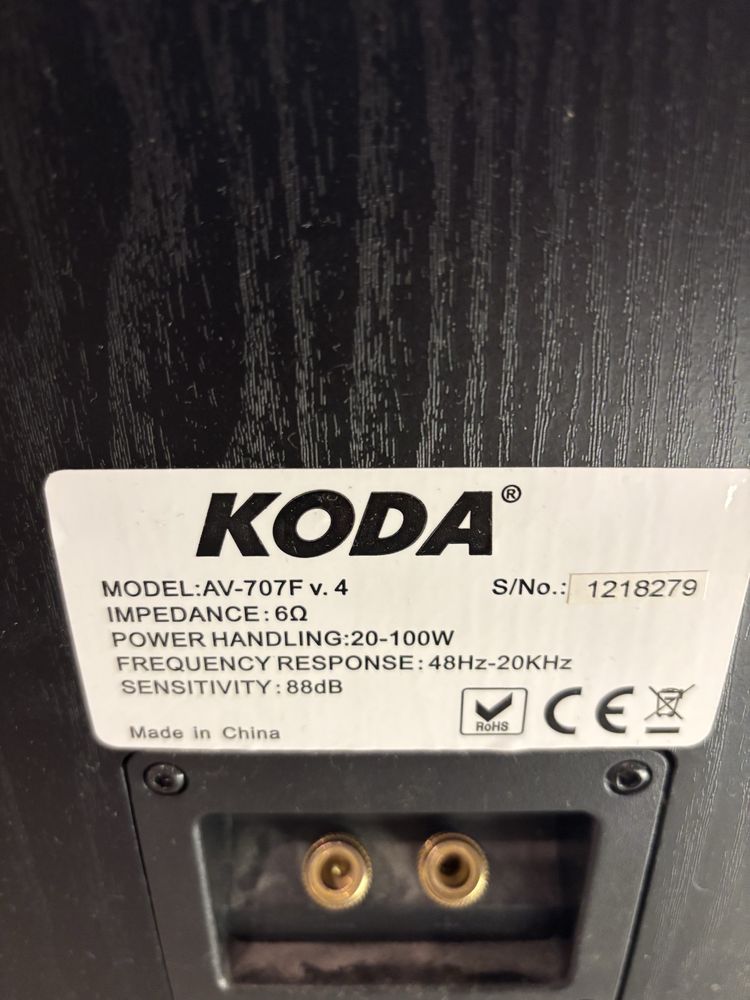 KODA®
MODEL:AV-707F v. 4 S/No.: 1218279
IMPEDANCE:6Ω
POWER HANDLING:20-100W
FREQUENCY RESPONSE:48Hz-20KHz
SENSITIVITY:88dB
Made in China RoHS CE